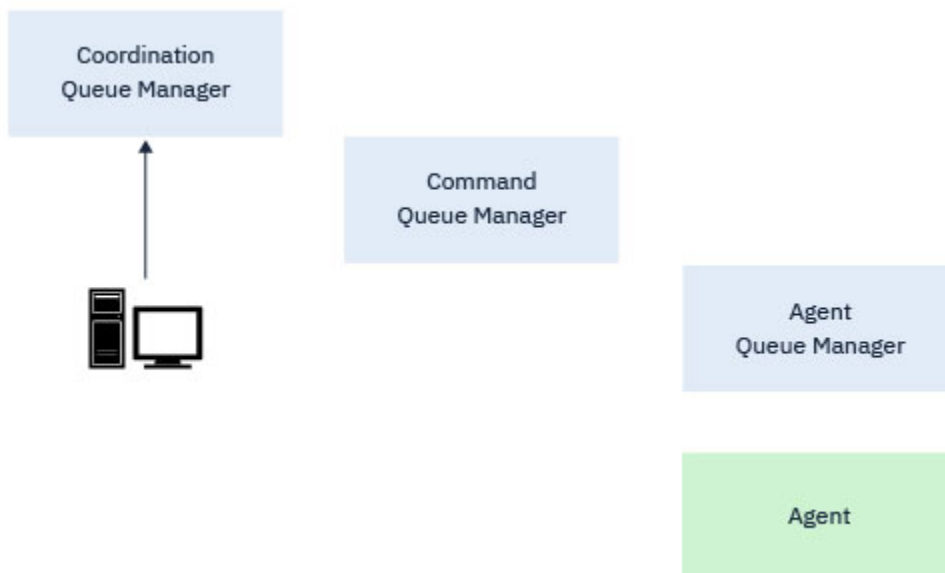 Coordination
Queue Manager
Command
Queue Manager
Agent
Queue Manager
Agent